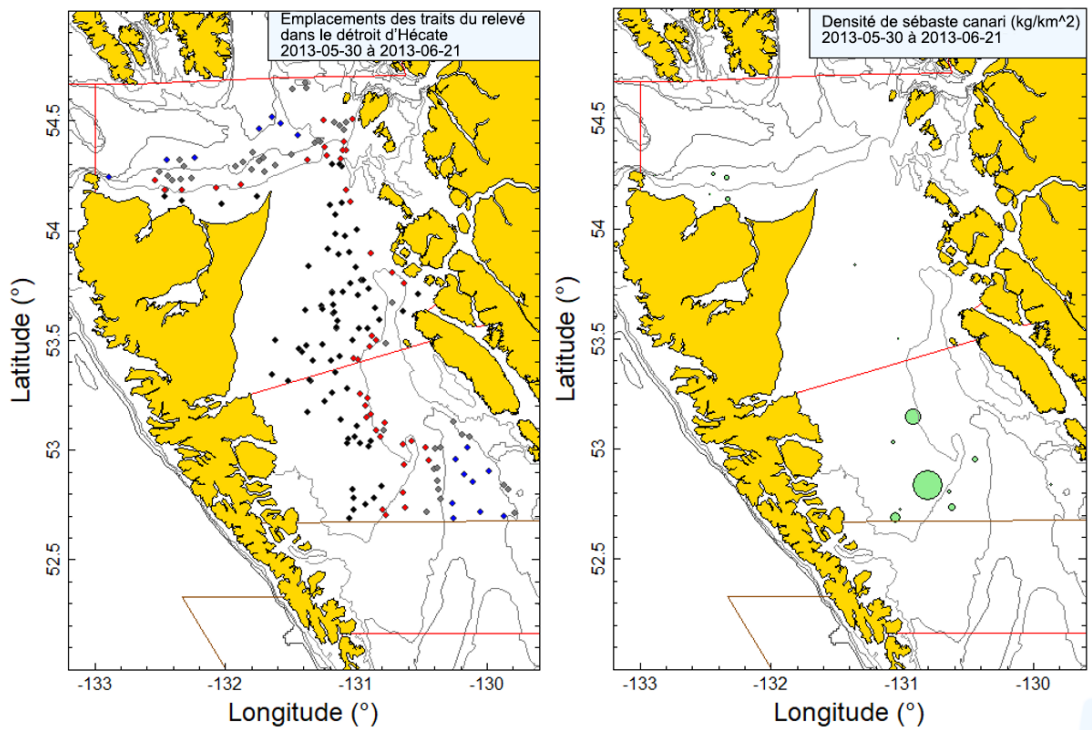 Emplacements des traits du relevé
dans le détroit d'Hécate
2013-05-30 à 2013-06-21
Latitude (°)
54.5
54
53.5
53
52.5
-133
-132
-131
-130
Longitude (°)
Densité de sébaste canari (kg/km^2)
2013-05-30 à 2013-06-21
Latitude (°)
54.5
54
53.5
53
52.5
-133
-132
-131
-130
Longitude (°)